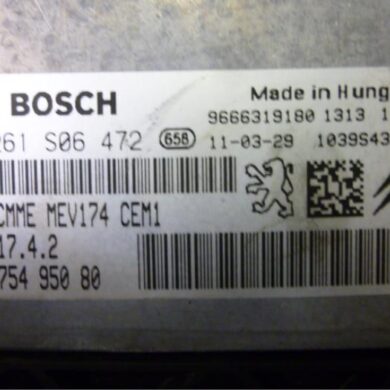 BOSCH
Made in Hung
261 S06 472 658
9666319180 1313 1
11-03-29 1039S43
CMME MEV174 CEM1
17.4.2
754 950 80